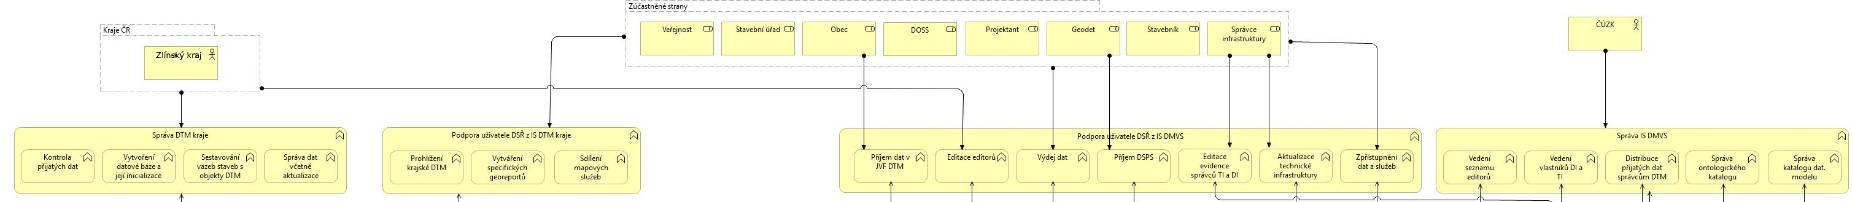 Zúčastněné strany
Kraje ČR
Zlínský kraj
Veřejnost
Stavební úřad
Obec
DOSS
Projektant
Geodet
Stavebník
Správce
infrastruktury
ČÚZK
Správa DTM kraje
Kontrola
přijatých dat
Vytvoření
datové báze a
její inicializace
Sestavování
vazeb staveb s
objekty DTM
Správa dat
včetně
aktualizace
Podpora uživatele DSŘ z IS DTM kraje
Prohlížení
krajské DTM
Vytváření
specifických
georeportů
Sdílení
mapových
služeb
Podpora uživatele DSŘ z IS DMVS
Příjem dat v
JVF DTM
Editace editorů
Výdej dat
Příjem DSPS
Editace
evidence
správců TI a DI
Aktualizace
technické
infrastruktury
Zpřístupnění
dat a služeb
Správa IS DMVS
Vedení
seznamu
editorů
Vedení
vlastníků DI a
TI
Distribuce
přijatých dat
správcům DTM
Správa
ontologického
katalogu
Správa
katalogu dat.
modelu